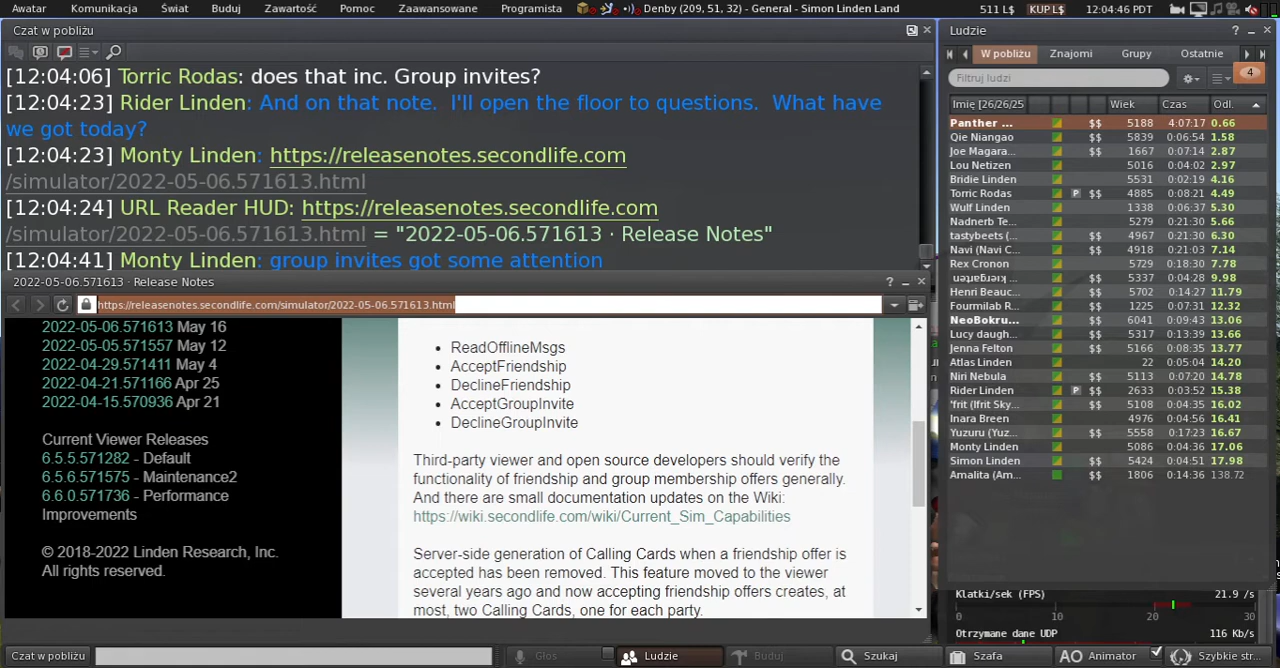 Awatar Komunikacja Świat Buduj Zawartość Pomoc Zaawansowane Programista Denby (209, 51, 32) - General - Simon Linden Land 511 L$ KUP L$ 12:04:46 PDT
Czat w pobliżu
[12:04:06] Torric Rodas: does that inc. Group invites?
[12:04:23] Rider Linden: And on that note. I'll open the floor to questions. What have
we got today?
[12:04:23] Monty Linden: https://releasenotes.secondlife.com
/simulator/2022-05-06.571613.html
[12:04:24] URL Reader HUD: https://releasenotes.secondlife.com
/simulator/2022-05-06.571613.html = "2022-05-06.571613 · Release Notes"
[12:04:41] Monty Linden: group invites got some attention
2022-05-06.571613 · Release Notes
https://releasenotes.secondlife.com/simulator/2022-05-06.571613.html
2022-05-06.571613 May 16
2022-05-05.571557 May 12
2022-04-29.571411 May 4
2022-04-21.571166 Apr 25
2022-04-15.570936 Apr 21
Current Viewer Releases
6.5.5.571282 - Default
6.5.6.571575 - Maintenance2
6.6.0.571736 - Performance
Improvements
© 2018-2022 Linden Research, Inc.
All rights reserved.
• ReadOfflineMsgs
• AcceptFriendship
• DeclineFriendship
• AcceptGroupInvite
• DeclineGroupInvite
Third-party viewer and open source developers should verify the
functionality of friendship and group membership offers generally.
And there are small documentation updates on the Wiki:
https://wiki.secondlife.com/wiki/Current_Sim_Capabilities
Server-side generation of Calling Cards when a friendship offer is
accepted has been removed. This feature moved to the viewer
several years ago and now accepting friendship offers creates, at
most, two Calling Cards, one for each party.
Ludzie
W pobliżu Znajomi Grupy Ostatnie
Filtruj ludzi 4
Imię [26/26/25 Wiek Czas Odl.
Panther ... $$ 5188 4:07:17 0.66
Qie Niangao $$ 5839 0:06:54 1.58
Joe Magara... $$ 1667 0:07:14 2.87
Lou Netizen 5016 0:04:02 2.97
Bridie Linden 5531 0:02:19 4.16
Torric Rodas P $$ 4885 0:08:21 4.49
Wulf Linden 1338 0:06:37 5.30
Nadnerb Te... 5279 0:21:30 5.66
tastybeets (... $$ 4967 0:21:30 6.30
Navi (Navi C... $$ 4918 0:21:03 7.14
Rex Cronon 5729 0:18:30 7.78
$$ 5337 0:04:28 9.98
Henri Beauc... $$ 5702 0:14:27 11.79
Fourmilab R... $$ 1225 0:07:31 12.32
NeoBokru... $$ 6041 0:09:43 13.06
Lucy daugh... $$ 5317 0:13:39 13.66
Jenna Felton $$ 5166 0:08:35 13.77
Atlas Linden 22 0:05:04 14.20
Niri Nebula $$ 5113 0:07:20 14.78
Rider Linden P $$ 2633 0:03:52 15.38
'frit (Ifrit Sky... $$ 5108 0:04:35 16.02
Inara Breen 4976 0:04:56 16.41
Yuzuru (Yuz... $$ 5558 0:17:23 16.67
Monty Linden 5086 0:04:36 17.06
Simon Linden $$ 5424 0:04:51 17.98
Amalita (Am... $$ 1806 0:14:36 138.72
Klatki/sek (FPS) 21.9 /s
0 10 20 30
Otrzymane dane UDP 116 Kb/s
Czat w pobliżu Głos Ludzie Buduj Szukaj Szafa AO Animator Szybkie str...